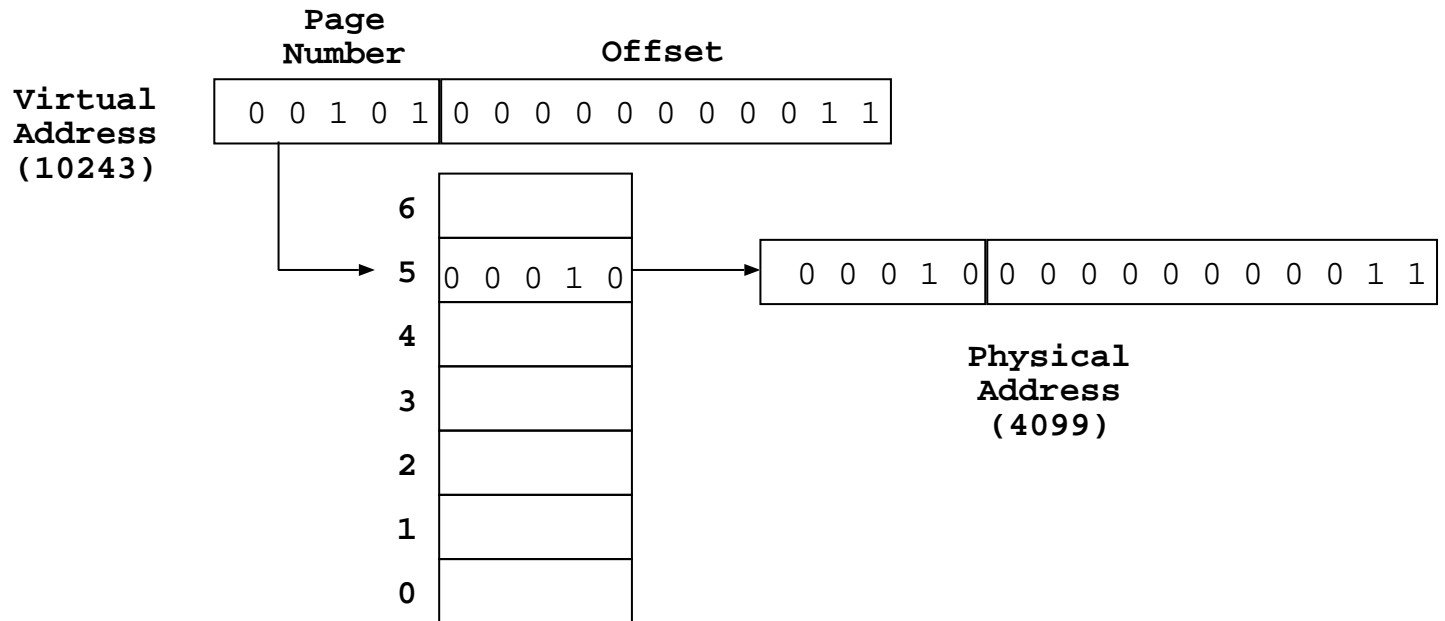 Page
Number
Offset
Virtual
Address
(10243)
0 0 1 0 1 0 0 0 0 0 0 0 0 0 1 1
6
5
0 0 0 1 0
0 0 0 1 0 0 0 0 0 0 0 0 0 0 1 1
4
3
2
1
0
Physical
Address
(4099)